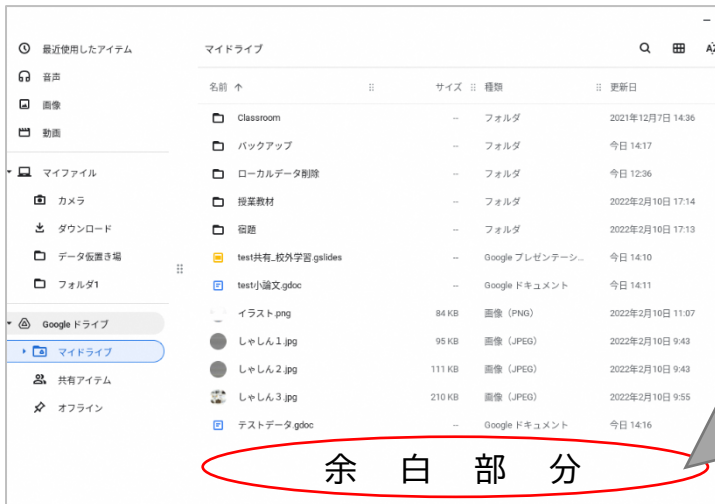 最近使用したアイテム
音声
画像
動画
マイファイル
カメラ
ダウンロード
データ仮置き場
フォルダ1
Google ドライブ
マイドライブ
共有アイテム
オフライン
マイドライブ
名前 サイズ 種類 更新日
Classroom -- フォルダ 2021年12月7日 14:36
バックアップ -- フォルダ 今日 14:17
ローカルデータ削除 -- フォルダ 今日 12:36
授業教材 -- フォルダ 2022年2月10日 17:14
宿題 -- フォルダ 2022年2月10日 17:13
test共有_校外学習.gslides -- Google プレゼンテーシ... 今日 14:10
test小論文.gdoc -- Google ドキュメント 今日 14:11
イラスト.png 84 KB 画像（PNG） 2022年2月10日 11:07
しゃしん１.jpg 95 KB 画像（JPEG） 2022年2月10日 9:43
しゃしん２.jpg 111 KB 画像（JPEG） 2022年2月10日 9:43
しゃしん３.jpg 210 KB 画像（JPEG） 2022年2月10日 9:55
テストデータ.gdoc -- Google ドキュメント 今日 14:16
余白部分